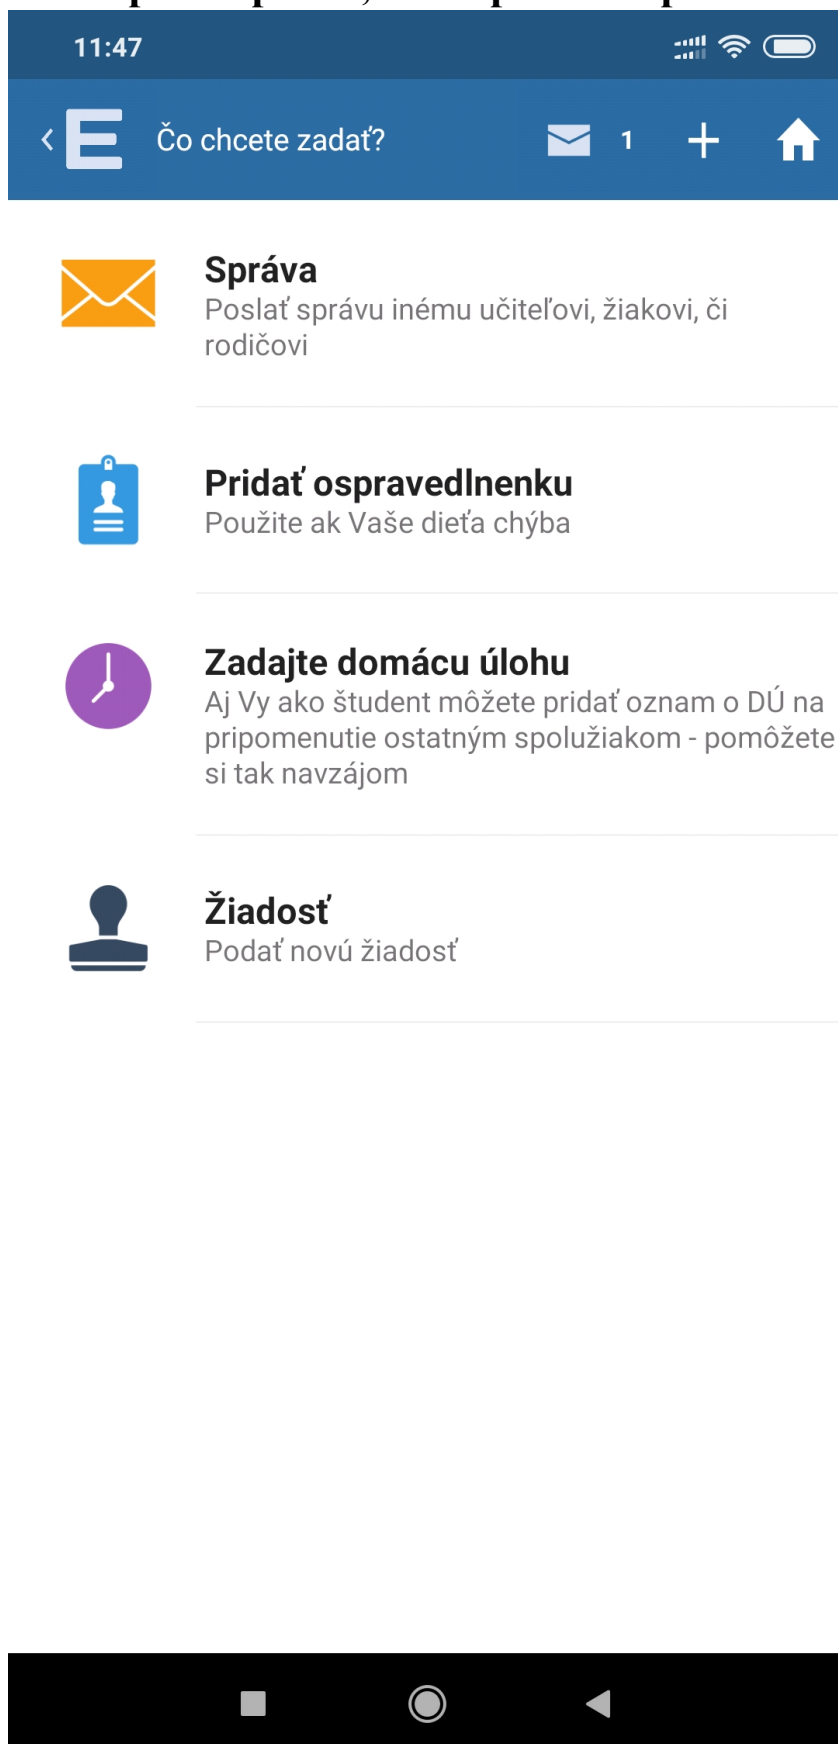 11:47
E Čo chcete zadať? 1
Správa
Poslať správu inému učiteľovi, žiakovi, či
rodičovi
Pridať ospravedlnenku
Použite ak Vaše dieťa chýba
Zadajte domácu úlohu
Aj Vy ako študent môžete pridať oznam o DÚ na
pripomenutie ostatným spolužiakom - pomôžete
si tak navzájom
Žiadosť
Podať novú žiadosť